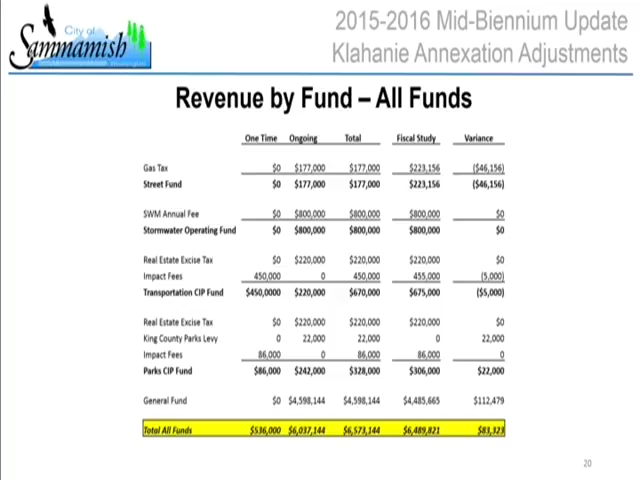 City of
Sammamish
2015-2016 Mid-Biennium Update
Klahanie Annexation Adjustments
Revenue by Fund – All Funds
One Time Ongoing Total Fiscal Study Variance
Gas Tax $0 $177,000 $177,000 $223,156 ($46,156)
Street Fund $0 $177,000 $177,000 $223,156 ($46,156)
SWM Annual Fee $0 $800,000 $800,000 $800,000 $0
Stormwater Operating Fund $0 $800,000 $800,000 $800,000 $0
Real Estate Excise Tax $0 $220,000 $220,000 $220,000 $0
Impact Fees 450,000 0 450,000 455,000 (5,000)
Transportation CIP Fund $450,0000 $220,000 $670,000 $675,000 ($5,000)
Real Estate Excise Tax $0 $220,000 $220,000 $220,000 $0
King County Parks Levy 0 22,000 22,000 0 22,000
Impact Fees 86,000 0 86,000 86,000 0
Parks CIP Fund $86,000 $242,000 $328,000 $306,000 $22,000
General Fund $0 $4,598,144 $4,598,144 $4,485,665 $112,479
Total All Funds $536,000 $6,037,144 $6,573,144 $6,489,821 $83,323
20